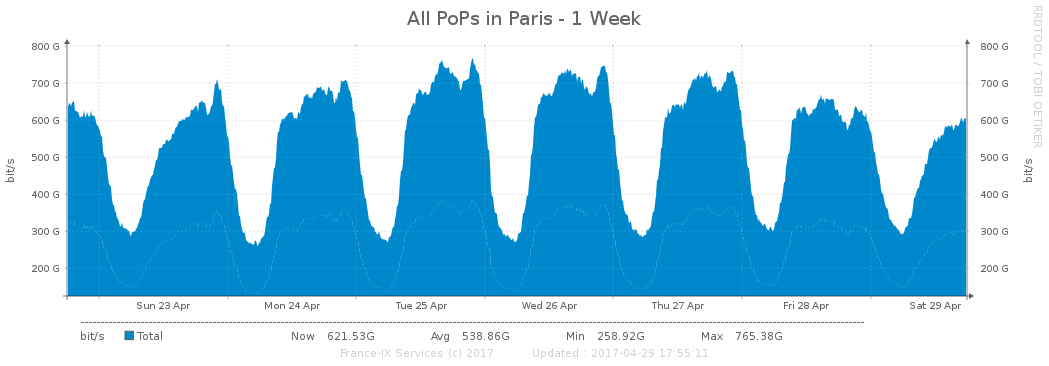 All PoPs in Paris - 1 Week
RRDTOOL / TOBI OETIKER
800 G 800 G
700 G 700 G
600 G 600 G
500 G 500 G
400 G 400 G
300 G 300 G
200 G 200 G
bit/s
bit/s
Sun 23 Apr Mon 24 Apr Tue 25 Apr Wed 26 Apr Thu 27 Apr Fri 28 Apr Sat 29 Apr
bit/s Total Now 621.53G Avg 538.86G Min 258.92G Max 765.38G
France-IX Services (c) 2017 Updated : 2017-04-29 17:55:11